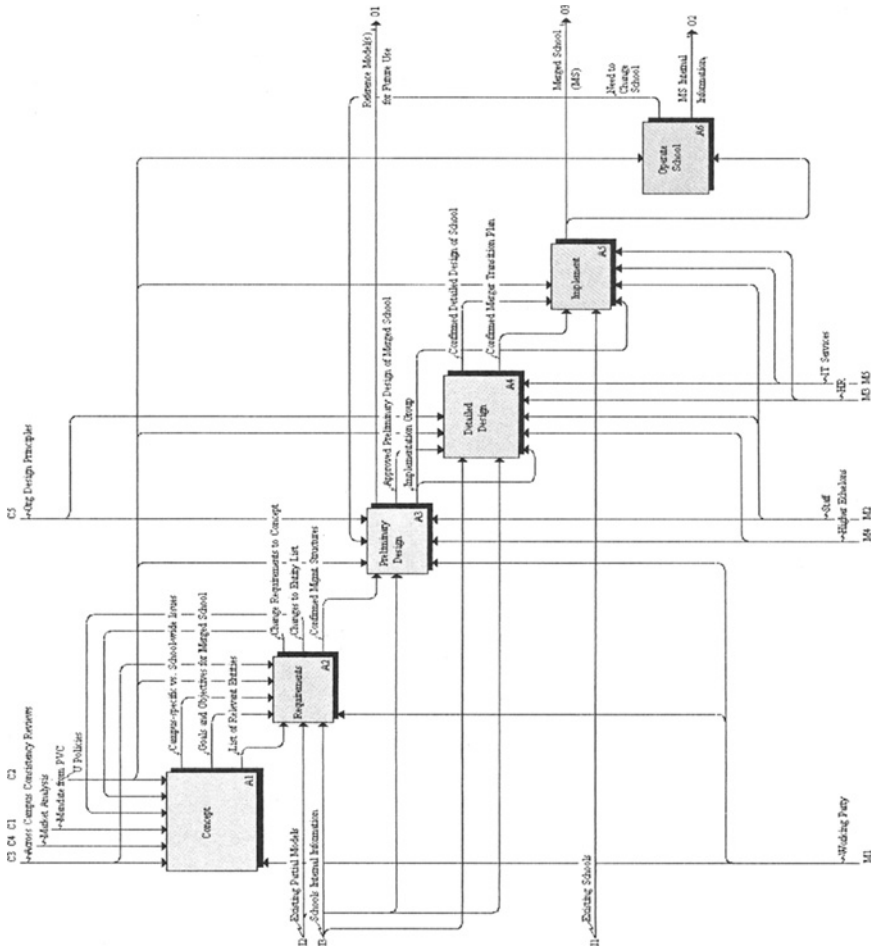 C3 C4 C1
C2
C5
Across Campus Consistency Reviews
Market Analysis
Mandate from PVC
U Policies
Org Design Principles
Concept
A1
Campus-specific vs. School-wide Issues
Goals and Objectives for Merged School
List of Relevant Entities
Requirements
A2
Change Requirements to Concept
Changes to Entity List
Confirmed Mgmt Structures
Preliminary
Design
A3
Reference Model(s)
for Future Use
O1
Approved Preliminary Design of Merged School
Implementation Group
Detailed
Design
A4
Confirmed Detailed Design of School
Confirmed Merger Transition Plan
Implement
A5
Merged School
(MS)
O3
Operate
School
A6
Need to
Change
School
MS Internal
Information
O2
I2
Existing Partial Models
I3
Schools Internal Information
I1
Existing Schools
Working Party
M1
Staff
Higher Echelons
M4 M2
IT Services
HR
M3 M5